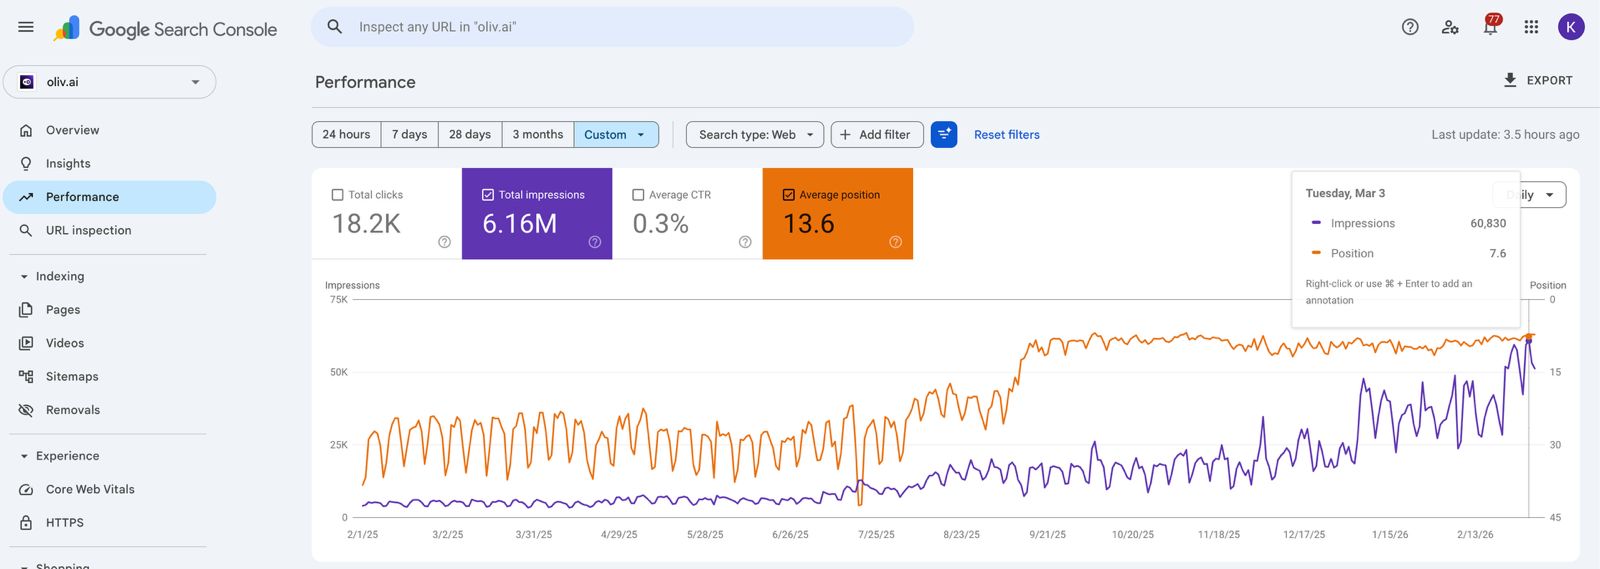 Google Search Console
Inspect any URL in "oliv.ai"
77
K
oliv.ai
Performance
EXPORT
24 hours
7 days
28 days
3 months
Custom
Search type: Web
Add filter
Reset filters
Last update: 3.5 hours ago
Overview
Insights
Performance
URL inspection
Indexing
Pages
Videos
Sitemaps
Removals
Experience
Core Web Vitals
HTTPS
Shopping
Total clicks
18.2K
Total impressions
6.16M
Average CTR
0.3%
Average position
13.6
Tuesday, Mar 3
Impressions 60,830
Position 7.6
Right-click or use ⌘ + Enter to add an
annotation
Impressions
Position
75K
50K
25K
0
0
15
30
45
2/1/25
3/2/25
3/31/25
4/29/25
5/28/25
6/26/25
7/25/25
8/23/25
9/21/25
10/20/25
11/18/25
12/17/25
1/15/26
2/13/26